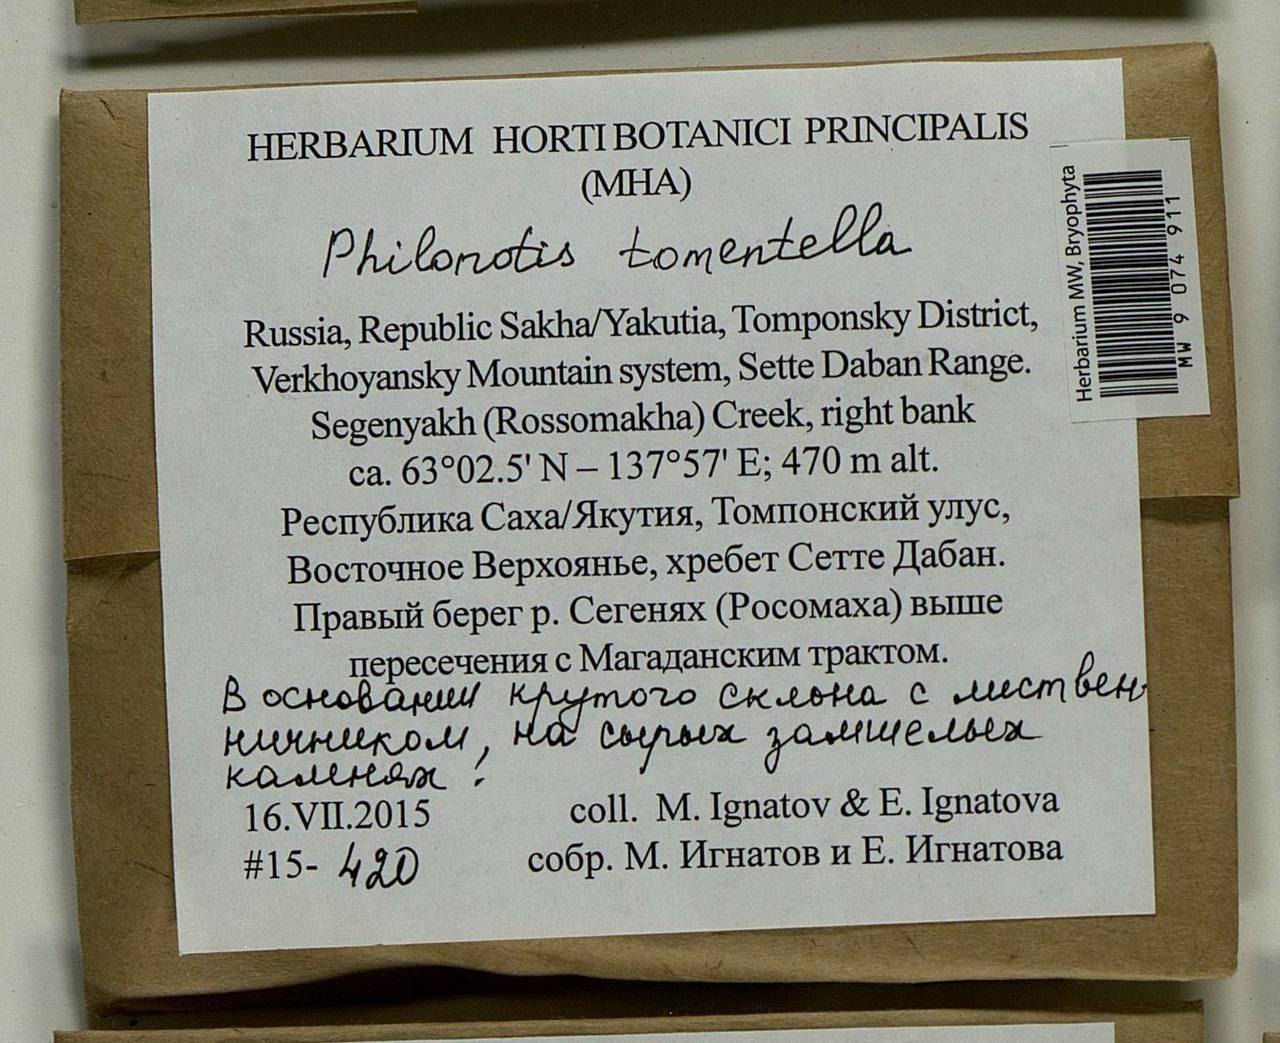 HERBARIUM HORTI BOTANICI PRINCIPALIS
(MHA)
Philonotis tomentella
Russia, Republic Sakha/Yakutia, Tomponsky District,
Verkhoyansky Mountain system, Sette Daban Range.
Segenyakh (Rossomakha) Creek, right bank
ca. 63°02.5' N – 137°57' E; 470 m alt.
Республика Саха/Якутия, Томпонский улус,
Восточное Верхоянье, хребет Сетте Дабан.
Правый берег р. Сегенях (Росомаха) выше
пересечения с Магаданским трактом.
В основании крутого склона с листвен-
ничником, на сырых замшелых
камнях!
16.VII.2015 coll. M. Ignatov & E. Ignatova
#15- 420 собр. М. Игнатов и Е. Игнатова
Herbarium MW, Bryophyta
MW 9 074 911